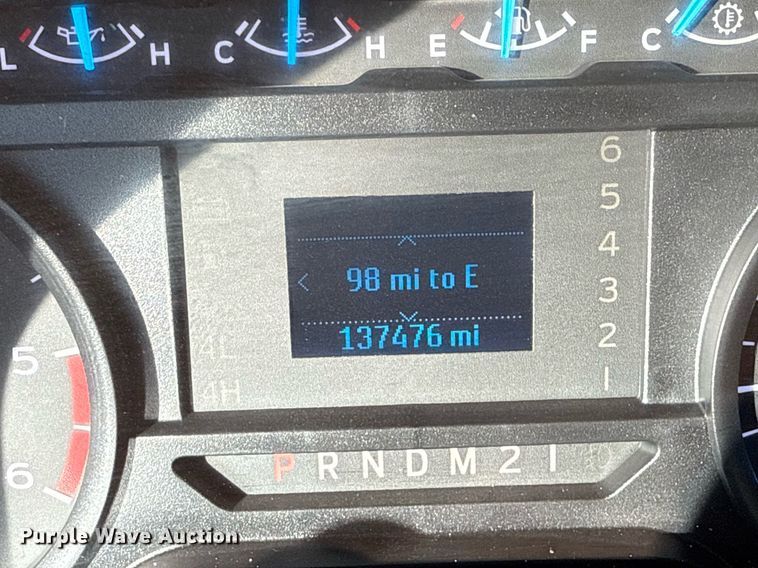 L H C H E F C
6
5
4
98 mi to E
3
137476 mi
2
4L
1
4H
5
6
P R N D M 2 1
Purple Wave Auction®